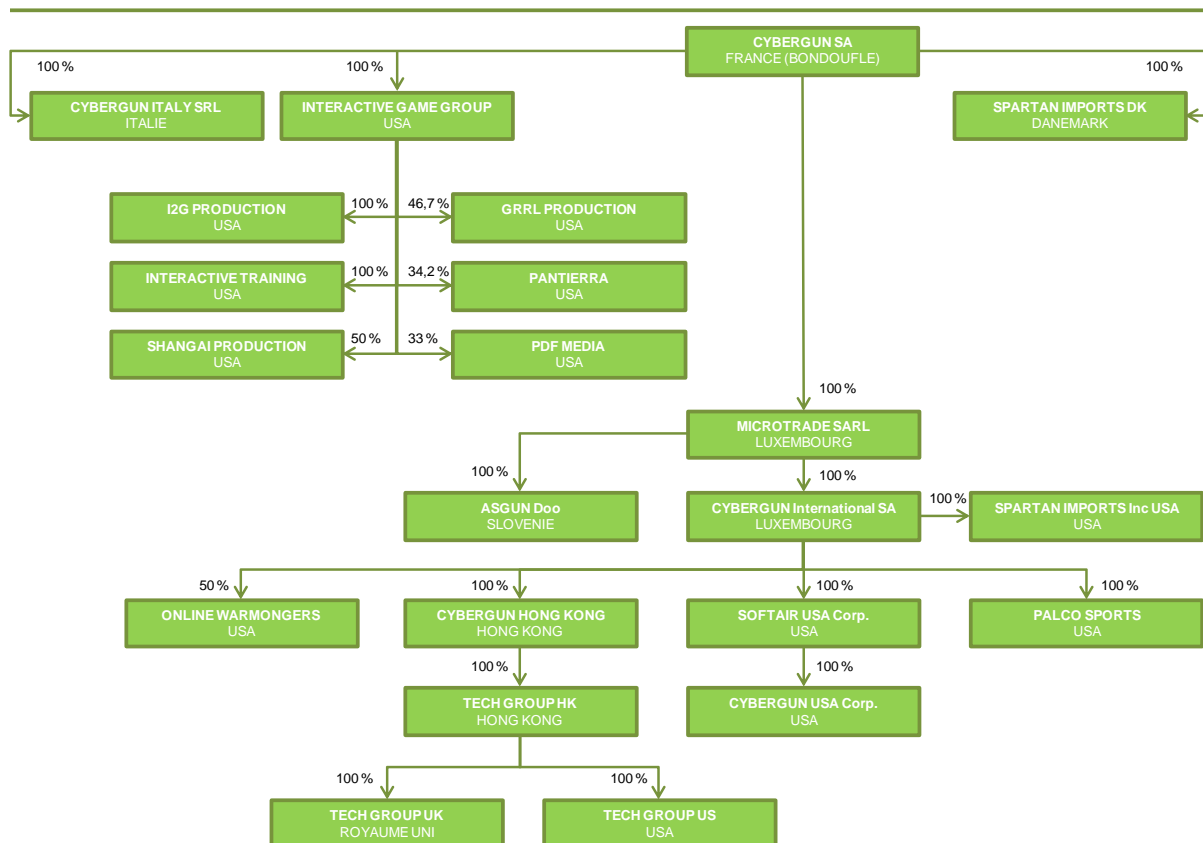 CYBERGUN SA
FRANCE (BONDOUFLE)
100 %
100 %
100 %
CYBERGUN ITALY SRL
ITALIE
INTERACTIVE GAME GROUP
USA
SPARTAN IMPORTS DK
DANEMARK
I2G PRODUCTION
USA
100 %
46,7 %
GRRL PRODUCTION
USA
INTERACTIVE TRAINING
USA
100 %
34,2 %
PANTIERRA
USA
SHANGAI PRODUCTION
USA
50 %
33 %
PDF MEDIA
USA
100 %
MICROTRADE SARL
LUXEMBOURG
100 %
100 %
ASGUN Doo
SLOVENIE
CYBERGUN International SA
LUXEMBOURG
100 %
SPARTAN IMPORTS Inc USA
USA
50 %
100 %
100 %
100 %
ONLINE WARMONGERS
USA
CYBERGUN HONG KONG
HONG KONG
SOFTAIR USA Corp.
USA
PALCO SPORTS
USA
100 %
100 %
TECH GROUP HK
HONG KONG
CYBERGUN USA Corp.
USA
100 %
100 %
TECH GROUP UK
ROYAUME UNI
TECH GROUP US
USA